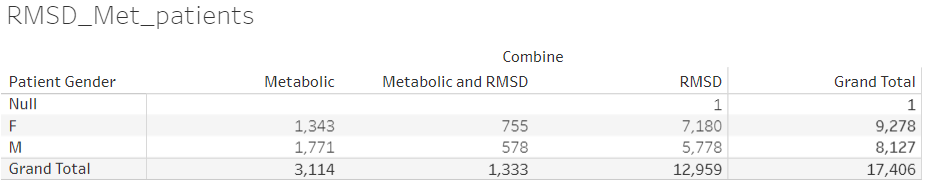 RMSD_Met_patients
Combine
Patient Gender Metabolic Metabolic and RMSD RMSD Grand Total
Null 1 1
F 1,343 755 7,180 9,278
M 1,771 578 5,778 8,127
Grand Total 3,114 1,333 12,959 17,406